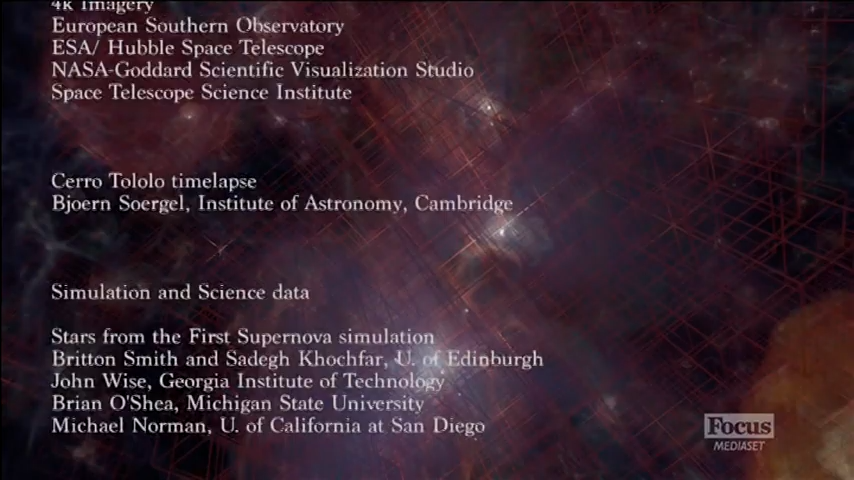 4k Imagery
European Southern Observatory
ESA/ Hubble Space Telescope
NASA-Goddard Scientific Visualization Studio
Space Telescope Science Institute
Cerro Tololo timelapse
Bjoern Soergel, Institute of Astronomy, Cambridge
Simulation and Science data
Stars from the First Supernova simulation
Britton Smith and Sadegh Khochfar, U. of Edinburgh
John Wise, Georgia Institute of Technology
Brian O'Shea, Michigan State University
Michael Norman, U. of California at San Diego
Focus
MEDIASET